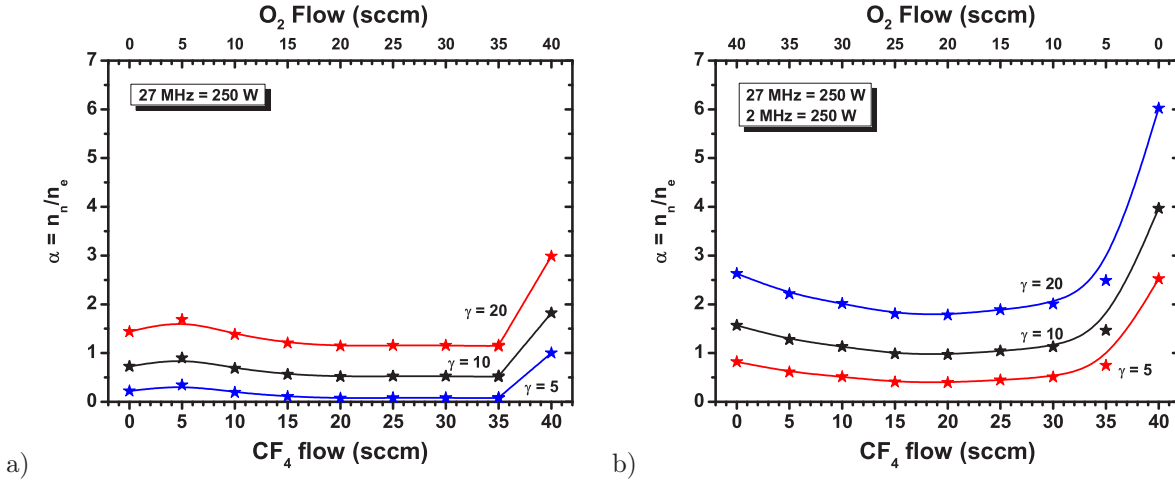 O2 Flow (sccm)
0 5 10 15 20 25 30 35 40
7
6
5
4
3
2
1
0
α = nn/ne
27 MHz = 250 W
γ = 20
γ = 10
γ = 5
0 5 10 15 20 25 30 35 40
CF4 flow (sccm)
a)
O2 Flow (sccm)
40 35 30 25 20 15 10 5 0
7
6
5
4
3
2
1
0
α = nn/ne
27 MHz = 250 W
2 MHz = 250 W
γ = 20
γ = 10
γ = 5
0 5 10 15 20 25 30 35 40
CF4 flow (sccm)
b)